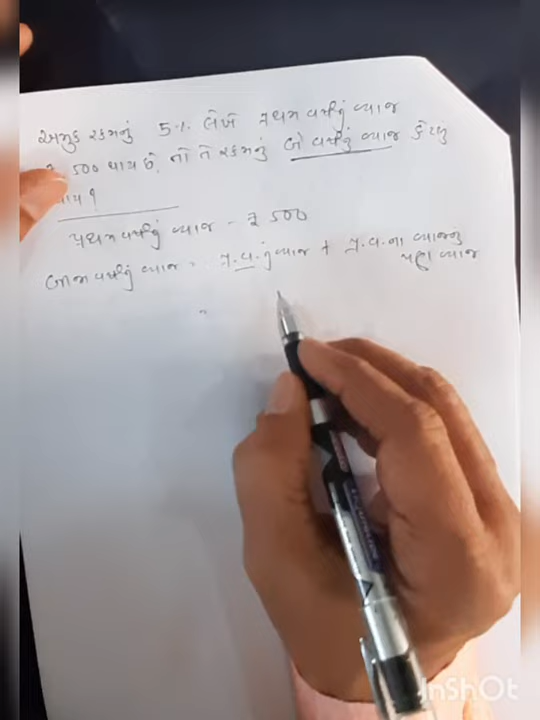 અમુક રકમનું 5% લેખે પ્રથમ વર્ષનું વ્યાજ
500 થાય છે, તો તે રકમનું બે વર્ષનું વ્યાજ કેટલુ
પ્રથમ વર્ષનું વ્યાજ - ₹ 500
બીજા વર્ષનું વ્યાજ = પ્ર.વ.નું વ્યાજ + પ્ર.વ.ના વ્યાજનુ
વ્યાજ
=
InShOt